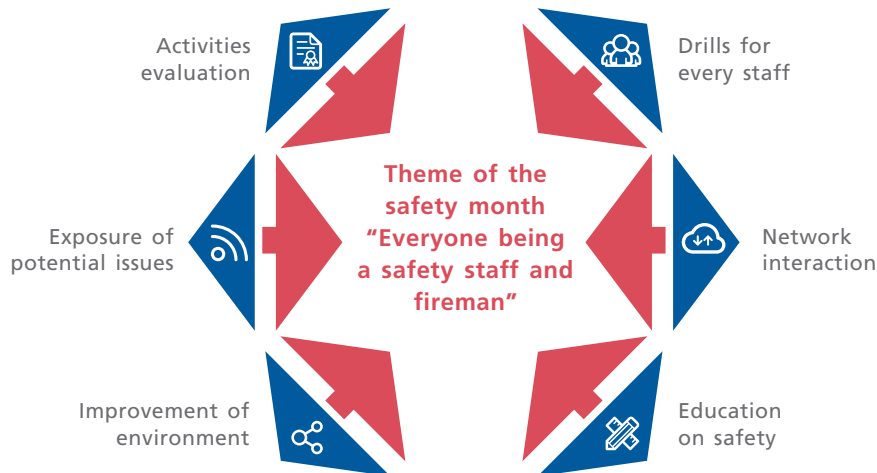 Activities
evaluation
Drills for
every staff
Exposure of
potential issues
Theme of the
safety month
“Everyone being
a safety staff and
fireman”
Network
interaction
Improvement of
environment
Education
on safety